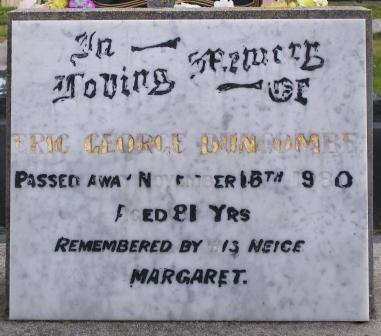 In Memory
Loving Of
ERIC GEORGE DUNCOMBE
PASSED AWAY NOVEMBER 18TH 1980
AGED 81 YRS
REMEMBERED BY HIS NEICE
MARGARET.